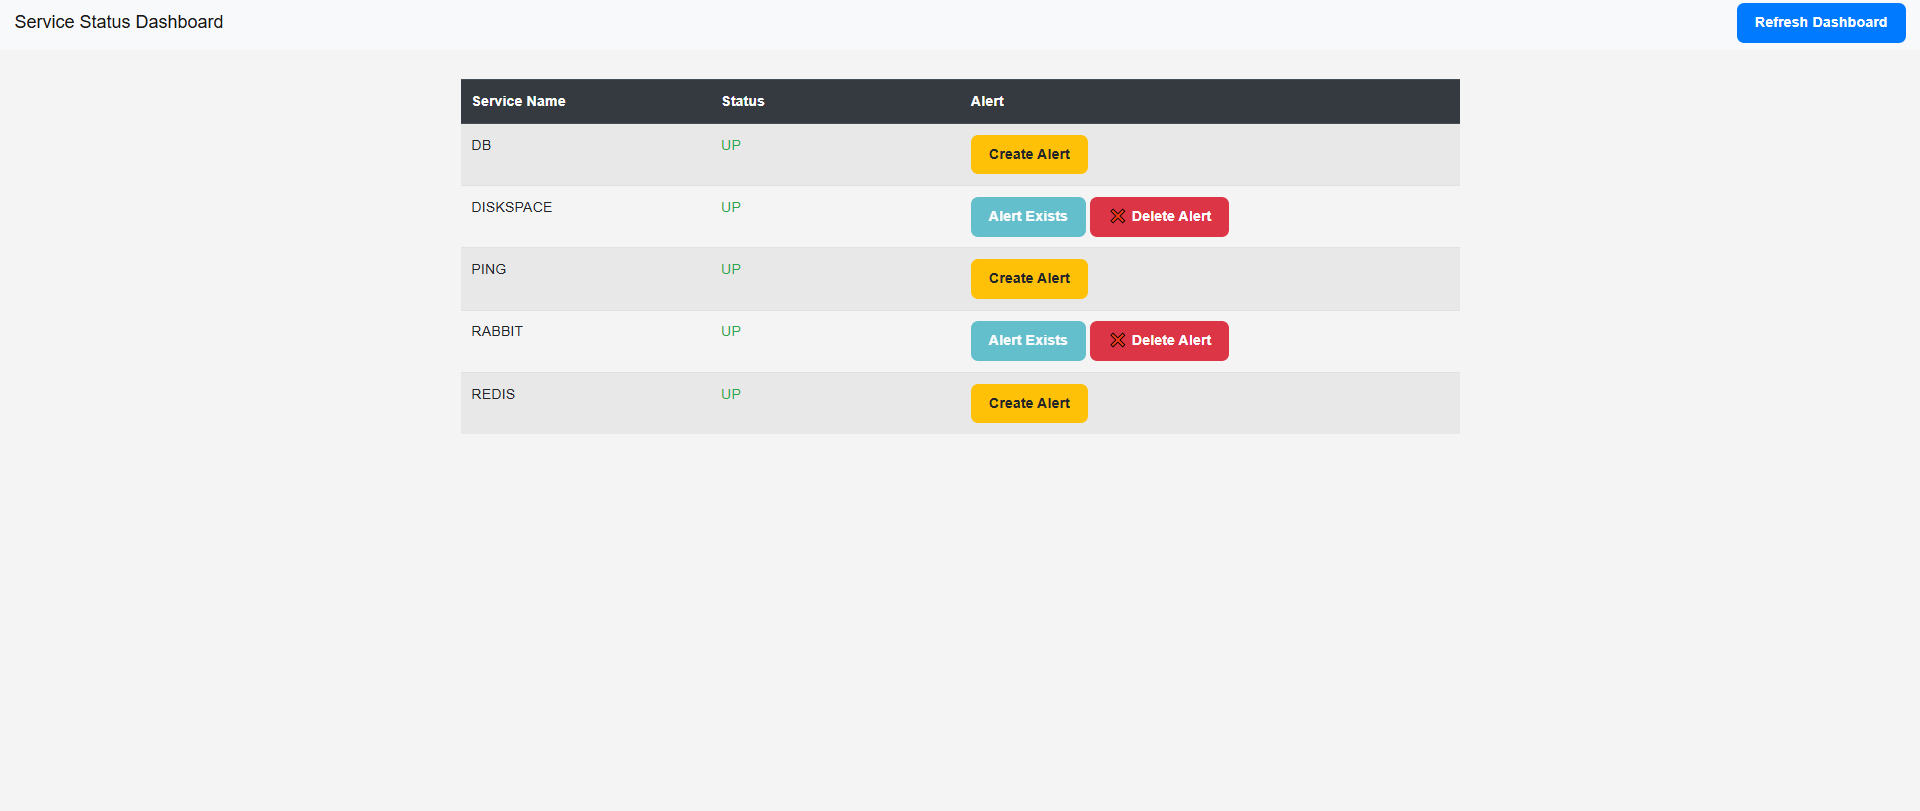 Service Status Dashboard Refresh Dashboard
Service Name Status Alert
DB UP Create Alert
DISKSPACE UP Alert Exists Delete Alert
PING UP Create Alert
RABBIT UP Alert Exists Delete Alert
REDIS UP Create Alert